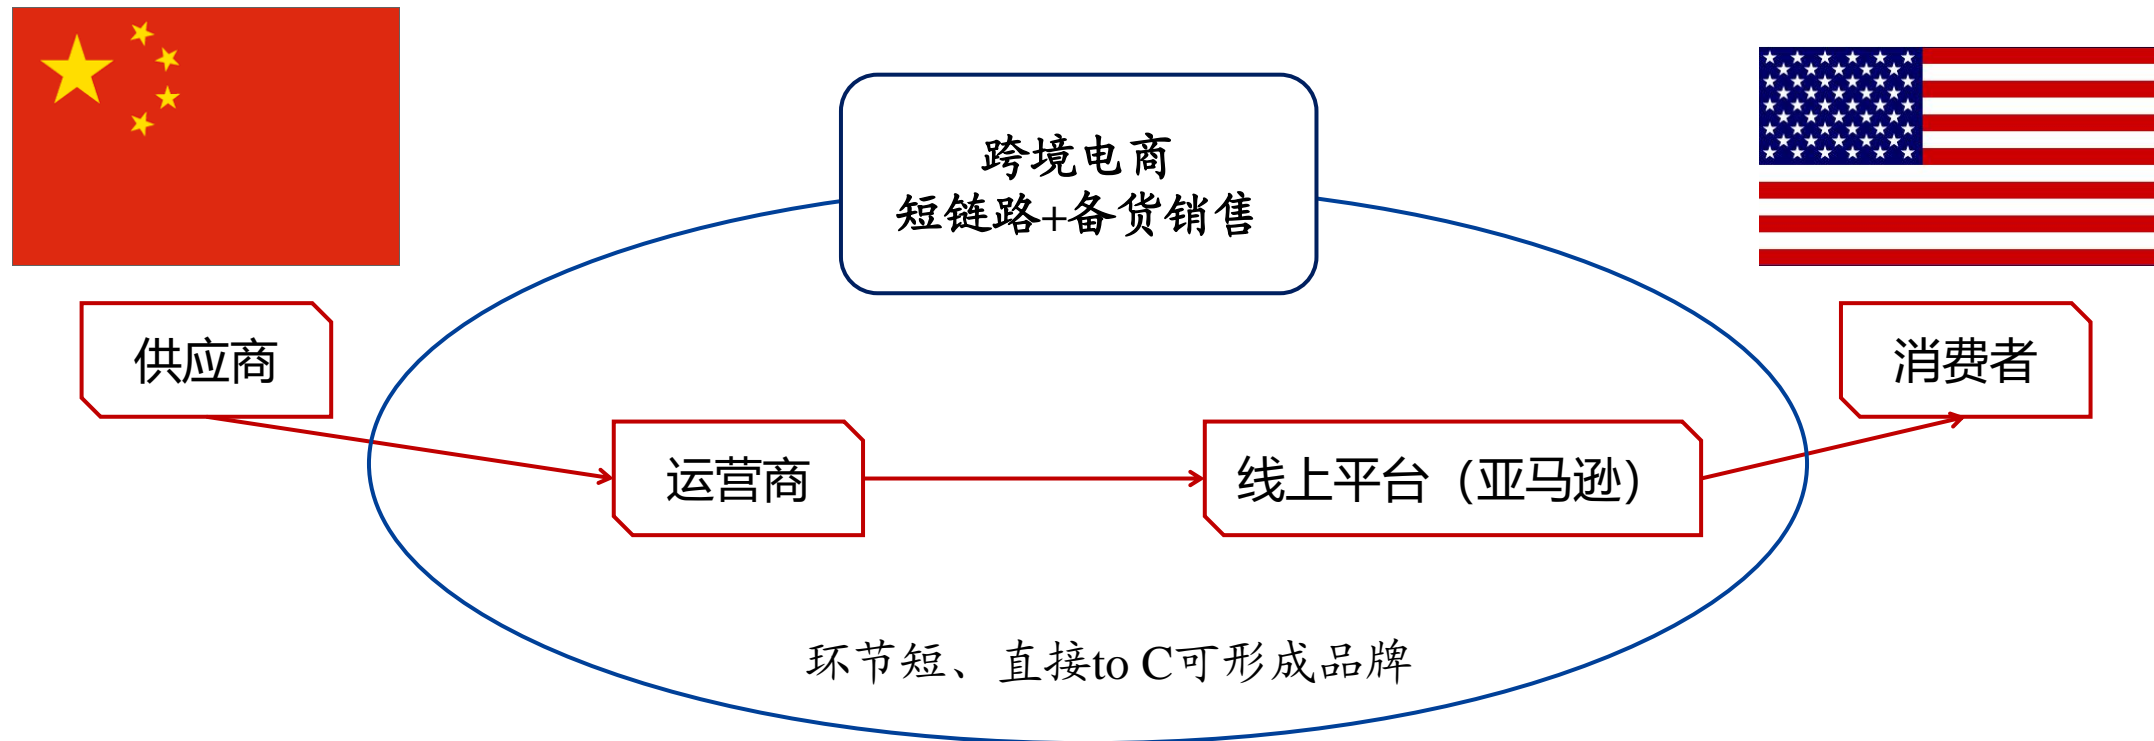 跨境电商
短链路+备货销售
供应商
消费者
运营商
线上平台（亚马逊）
环节短、直接to C可形成品牌